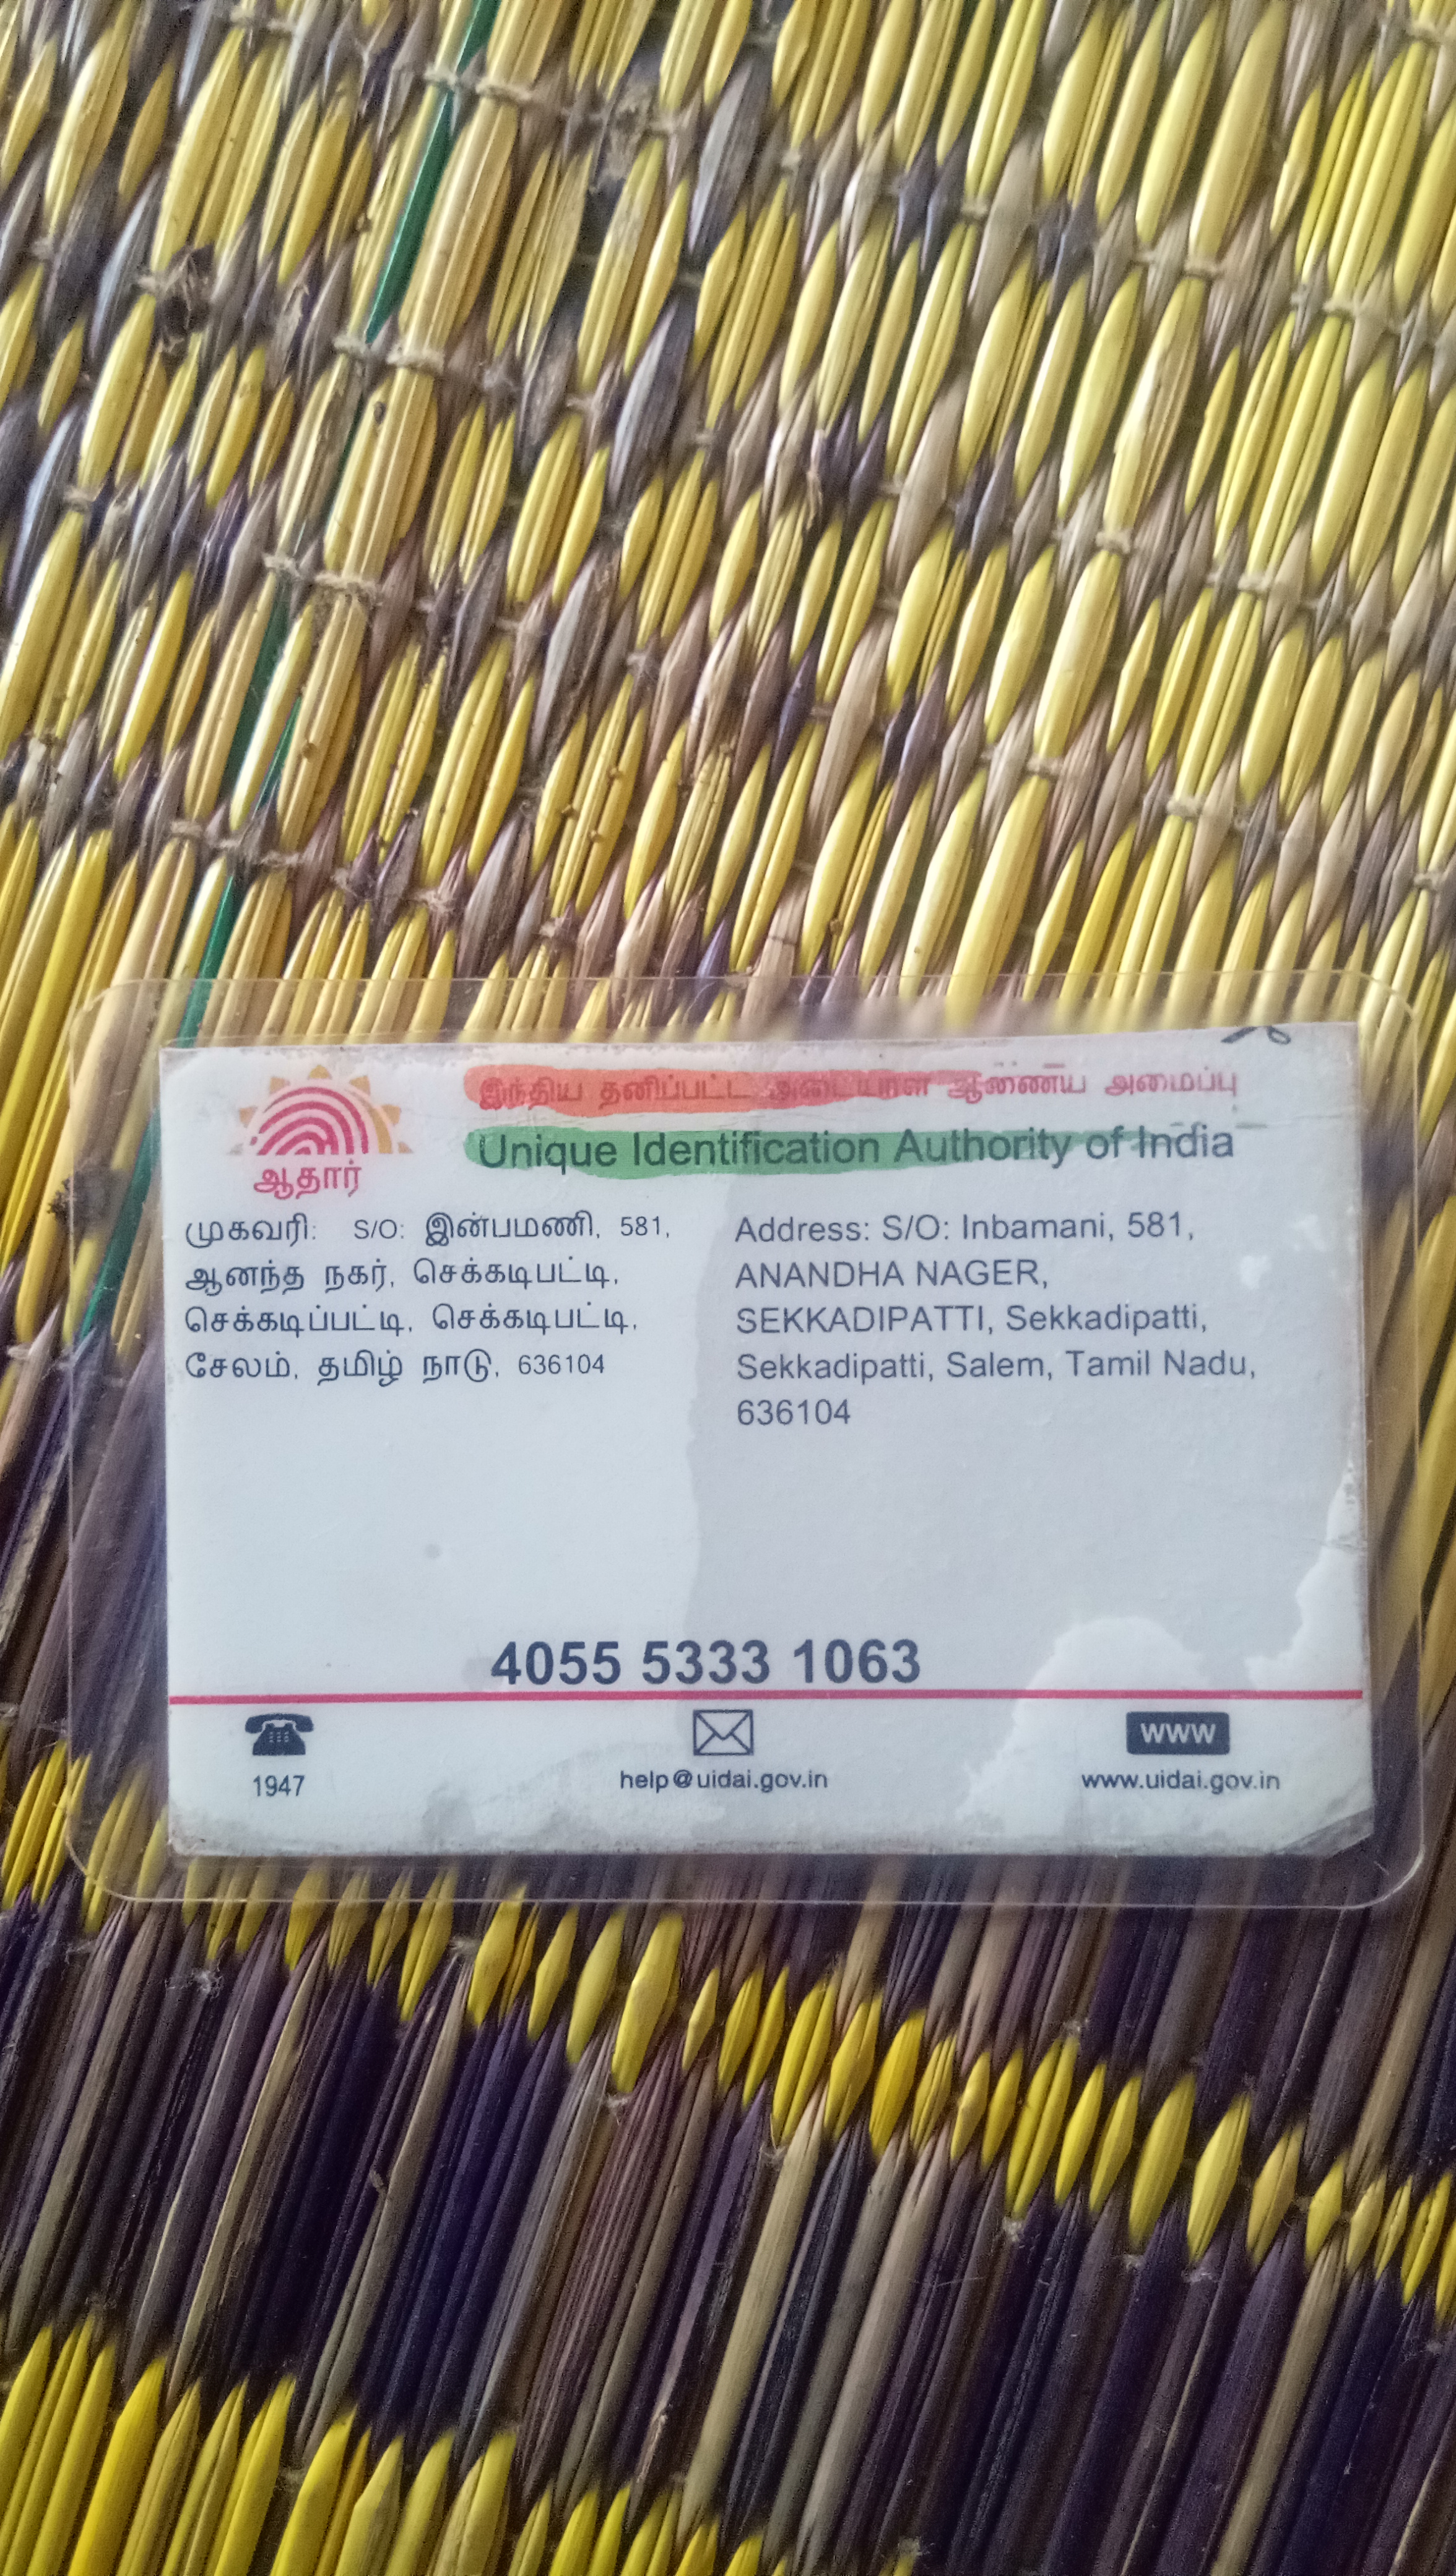 இந்திய தனிப்பட்ட அடையாள ஆணைய அமைப்பு
Unique Identification Authority of India
ஆதார்
முகவரி: S/O: இன்பமணி, 581,
ஆனந்த நகர், செக்கடிபட்டி,
செக்கடிப்பட்டி, செக்கடிபட்டி,
சேலம், தமிழ் நாடு, 636104
Address: S/O: Inbamani, 581,
ANANDHA NAGER,
SEKKADIPATTI, Sekkadipatti,
Sekkadipatti, Salem, Tamil Nadu,
636104
4055 5333 1063
1947
help@uidai.gov.in
www
www.uidai.gov.in